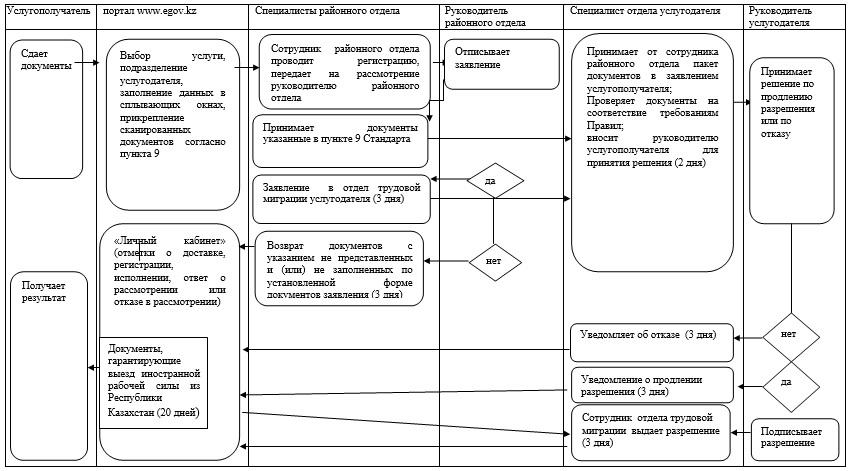 Услугополучатель
портал www.egov.kz
Специалисты районного отдела
Руководитель
районного отдела
Специалист отдела услугодателя
Руководитель
услугодателя
Сдает
документы
Выбор услуги,
подразделение
услугодателя,
заполнение данных в
сплывающих окнах,
прикрепление
сканированных
документов согласно
пункта 9
Сотрудник районного отдела
проводит регистрацию,
передает на рассмотрение
руководителю районного
отдела
Отписывает
заявление
Принимает от сотрудника
районного отдела пакет
документов в заявлением
услугополучателя;
Проверяет документы на
соответствие требованиям
Правил;
вносит руководителю
услугополучателя для
принятия решения (2 дня)
Принимает
решение по
продлению
разрешения
или по
отказу
Принимает документы
указанные в пункте 9 Стандарта
да
Заявление в отдел трудовой
миграции услугодателя (3 дня)
Возврат документов с
указанием не представленных
и (или) не заполненных по
установленной форме
документов заявления (3 дня)
нет
«Личный кабинет»
(отметки о доставке,
регистрации,
исполнении, ответ о
рассмотрении или
отказе в рассмотрении)
Получает
результат
Документы,
гарантирующие
выезд иностранной
рабочей силы из
Республики
Казахстан (20 дней)
Уведомляет об отказе (3 дня)
нет
Уведомление о продлении
разрешения (3 дня)
да
Сотрудник отдела трудовой
миграции выдает разрешение
(3 дня)
Подписывает
разрешение